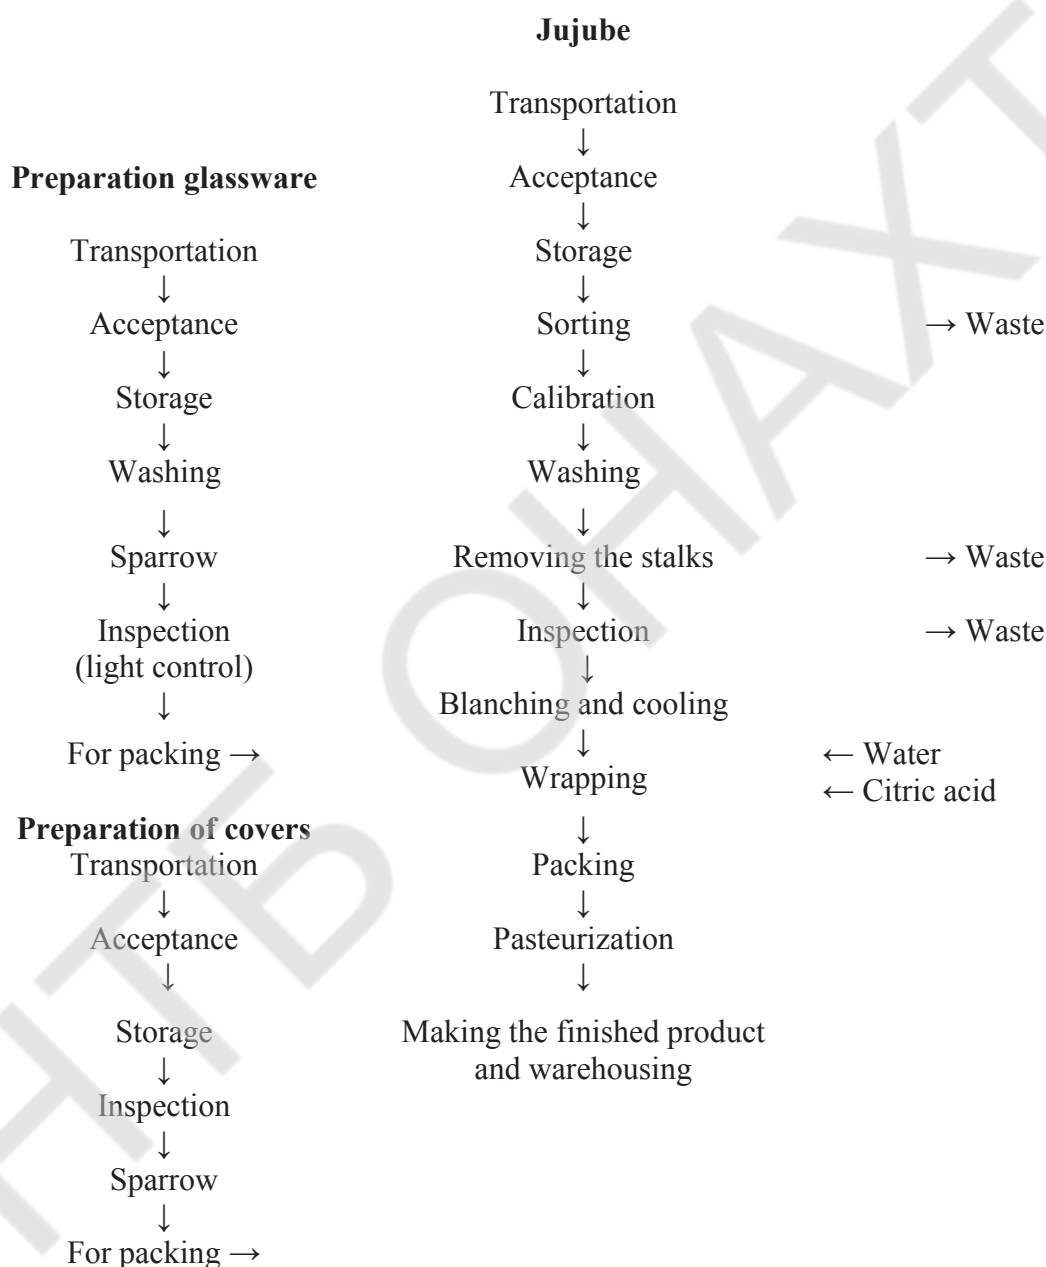 Jujube
Transportation
↓
Acceptance
↓
Storage
↓
Sorting → Waste
↓
Calibration
↓
Washing
↓
Removing the stalks → Waste
↓
Inspection → Waste
↓
Blanching and cooling
↓
Wrapping
← Water
← Citric acid
↓
Packing
↓
Pasteurization
↓
Making the finished product
and warehousing
Preparation glassware
Transportation
↓
Acceptance
↓
Storage
↓
Washing
↓
Sparrow
↓
Inspection
(light control)
↓
For packing →
Preparation of covers
Transportation
↓
Acceptance
↓
Storage
↓
Inspection
↓
Sparrow
↓
For packing →
НТБ ОНАХТ